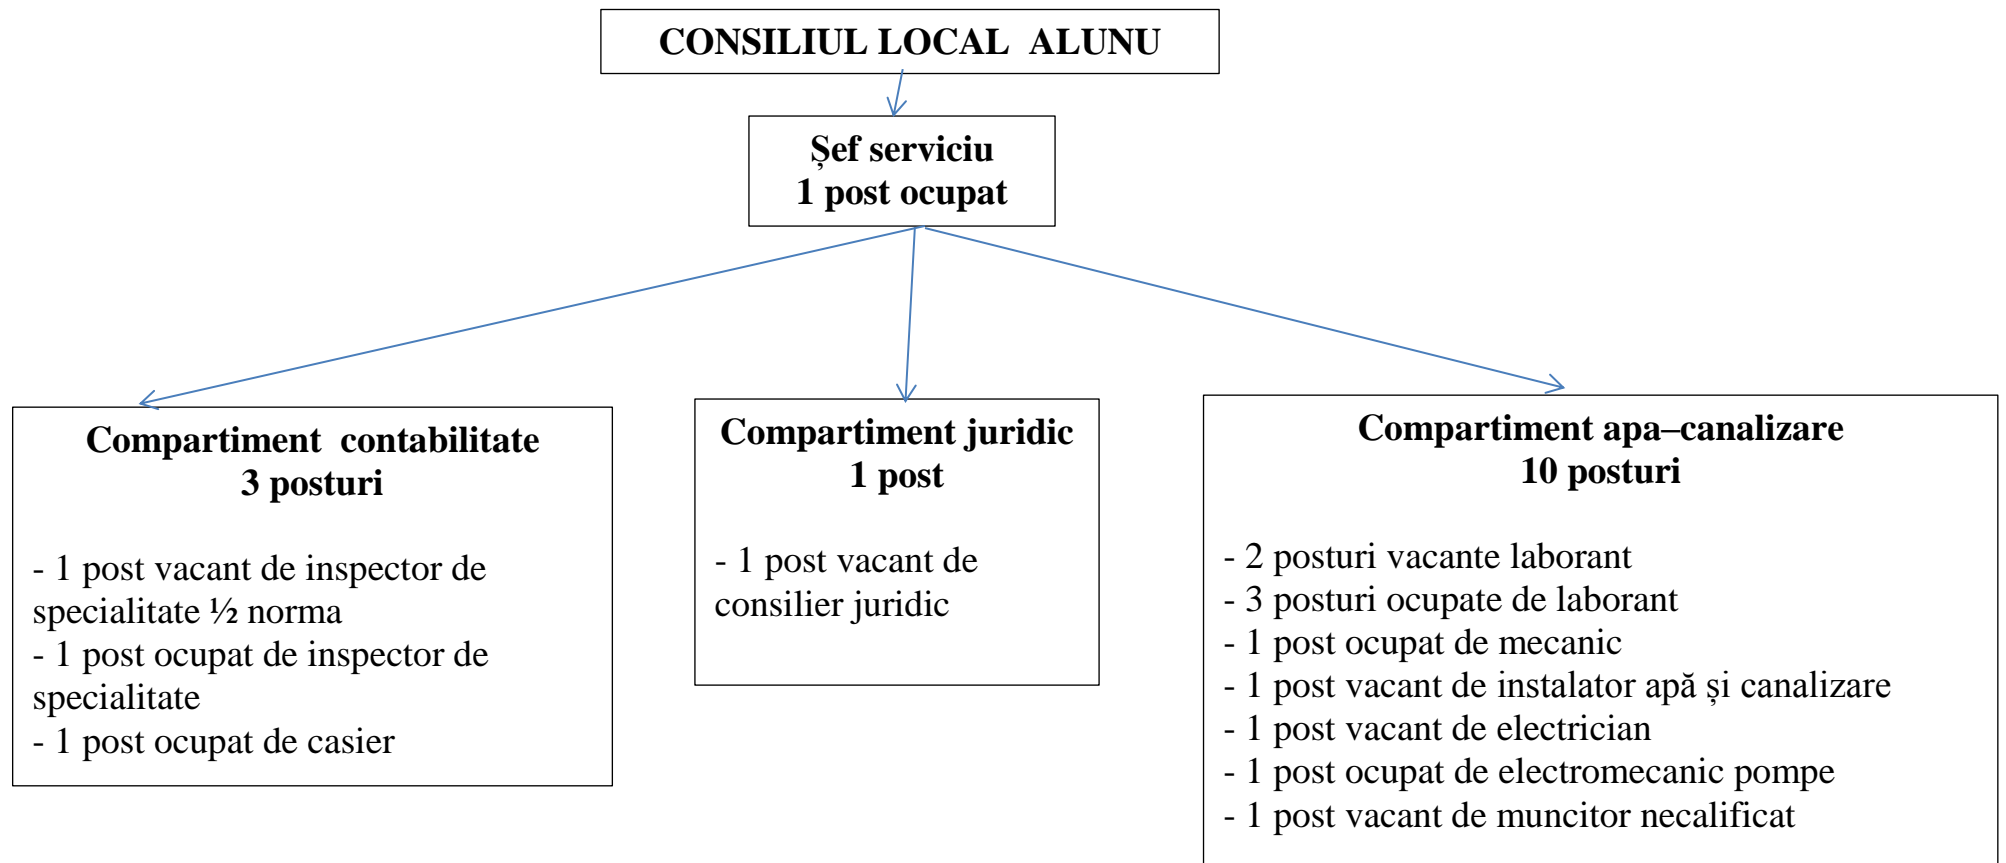 CONSILIUL LOCAL ALUNU
Șef serviciu
1 post ocupat
Compartiment contabilitate
3 posturi
- 1 post vacant de inspector de
specialitate ½ norma
- 1 post ocupat de inspector de
specialitate
- 1 post ocupat de casier
Compartiment juridic
1 post
- 1 post vacant de
consilier juridic
Compartiment apa–canalizare
10 posturi
- 2 posturi vacante laborant
- 3 posturi ocupate de laborant
- 1 post ocupat de mecanic
- 1 post vacant de instalator apă și canalizare
- 1 post vacant de electrician
- 1 post ocupat de electromecanic pompe
- 1 post vacant de muncitor necalificat